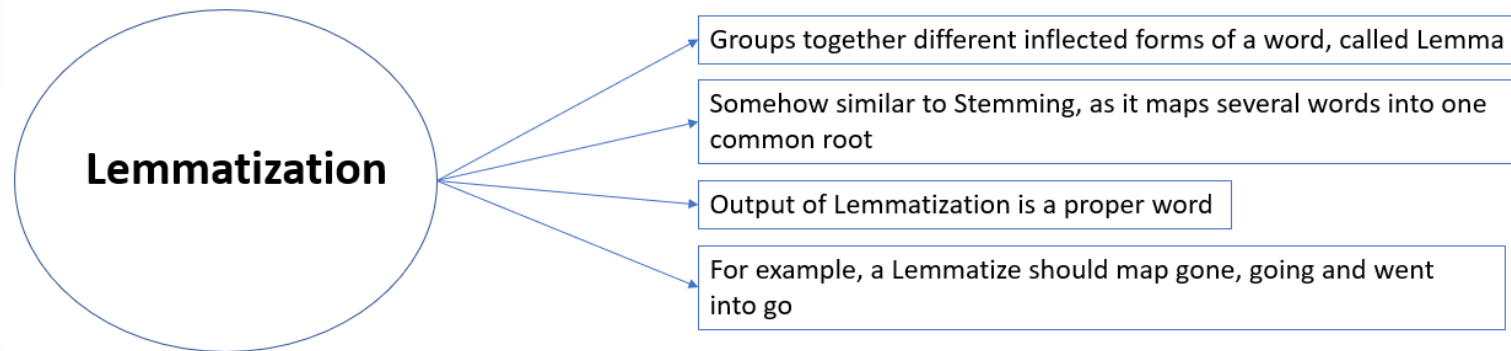 Lemmatization
Groups together different inflected forms of a word, called Lemma
Somehow similar to Stemming, as it maps several words into one
common root
Output of Lemmatization is a proper word
For example, a Lemmatize should map gone, going and went
into go